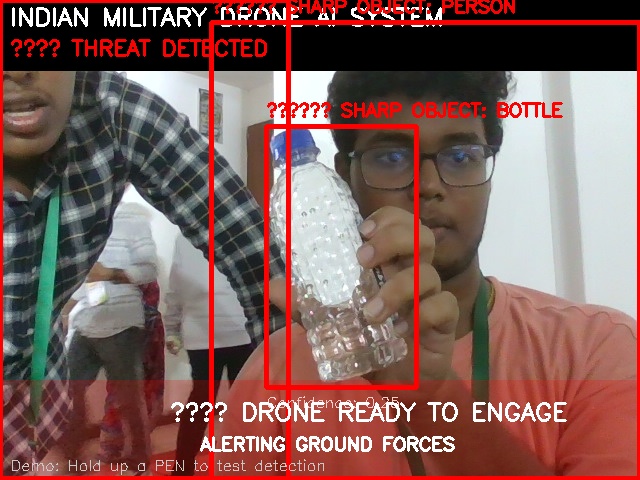 ?????? SHARP OBJECT: PERSON
INDIAN MILITARY DRONE AI SYSTEM
???? THREAT DETECTED
?????? SHARP OBJECT: BOTTLE
Confidence: 0.35
???? DRONE READY TO ENGAGE
ALERTING GROUND FORCES
Demo: Hold up a PEN to test detection